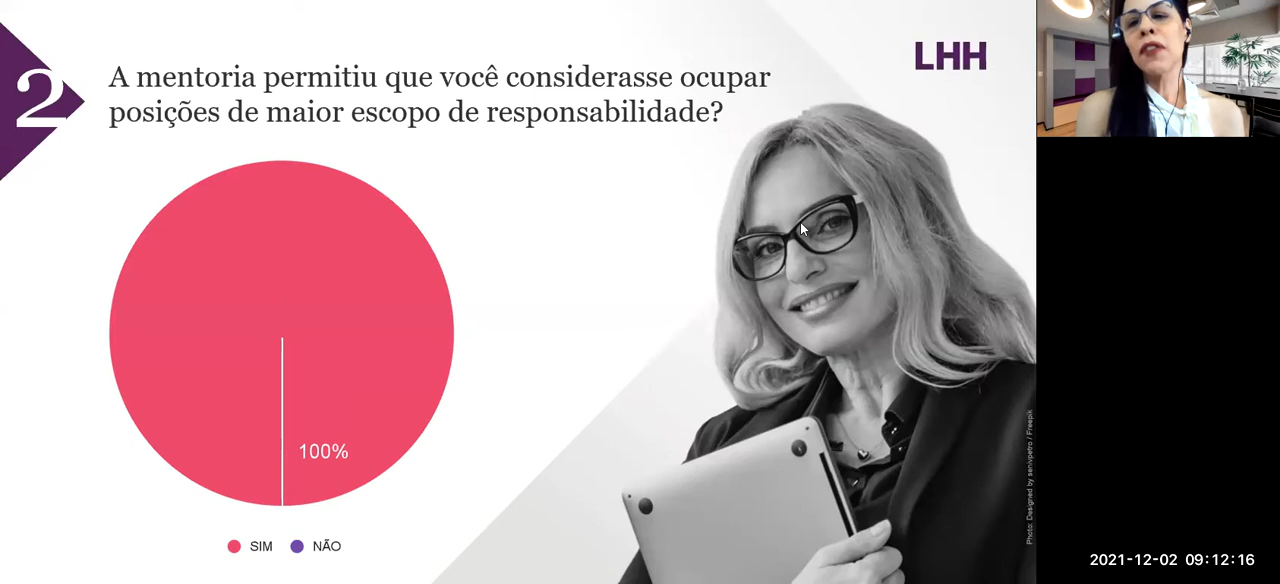 2
A mentoria permitiu que você considerasse ocupar
posições de maior escopo de responsabilidade?
LHH
100%
SIM NÃO
Photo: Designed by senivpetro / Freepik
2021-12-02 09:12:16